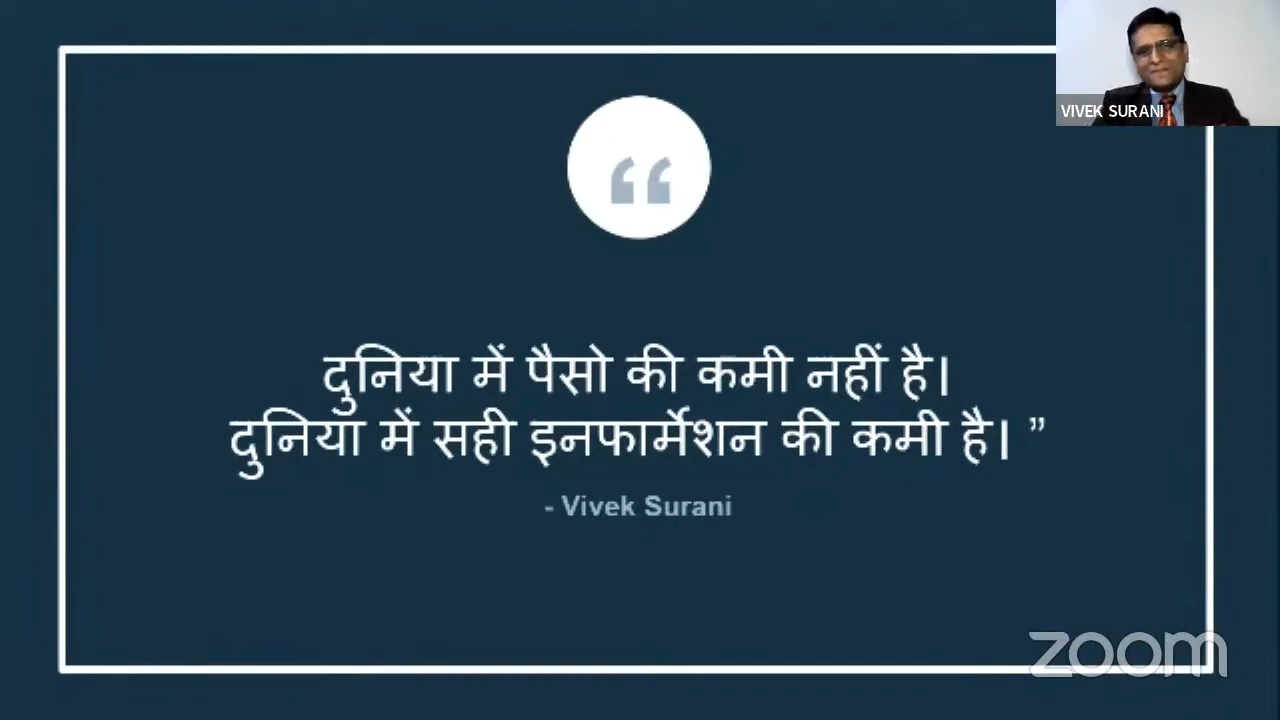 VIVEK SURANI
“
दुनिया में पैसो की कमी नहीं है।
दुनिया में सही इनफार्मेशन की कमी है। ”
- Vivek Surani
zoom